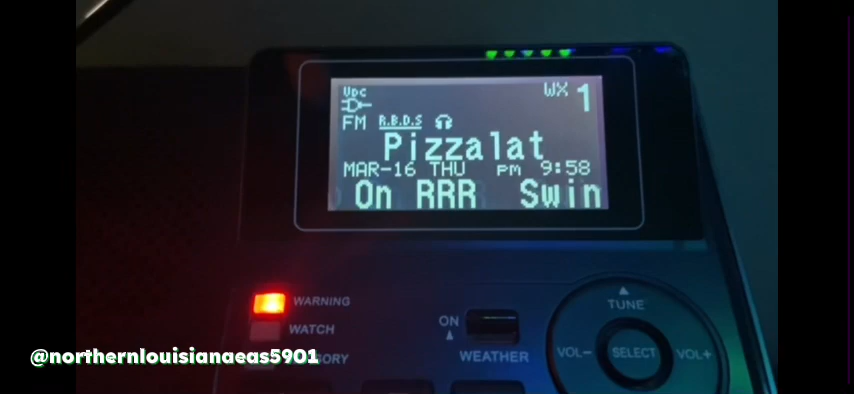 Vdc
WX 1
FM R.B.D.S
Pizzalat
MAR-16 THU PM 9:58
On RRR Swin
WARNING
WATCH
ON
WEATHER
TUNE
VOL-
SELECT
VOL+
@northernlouisianaeas5901